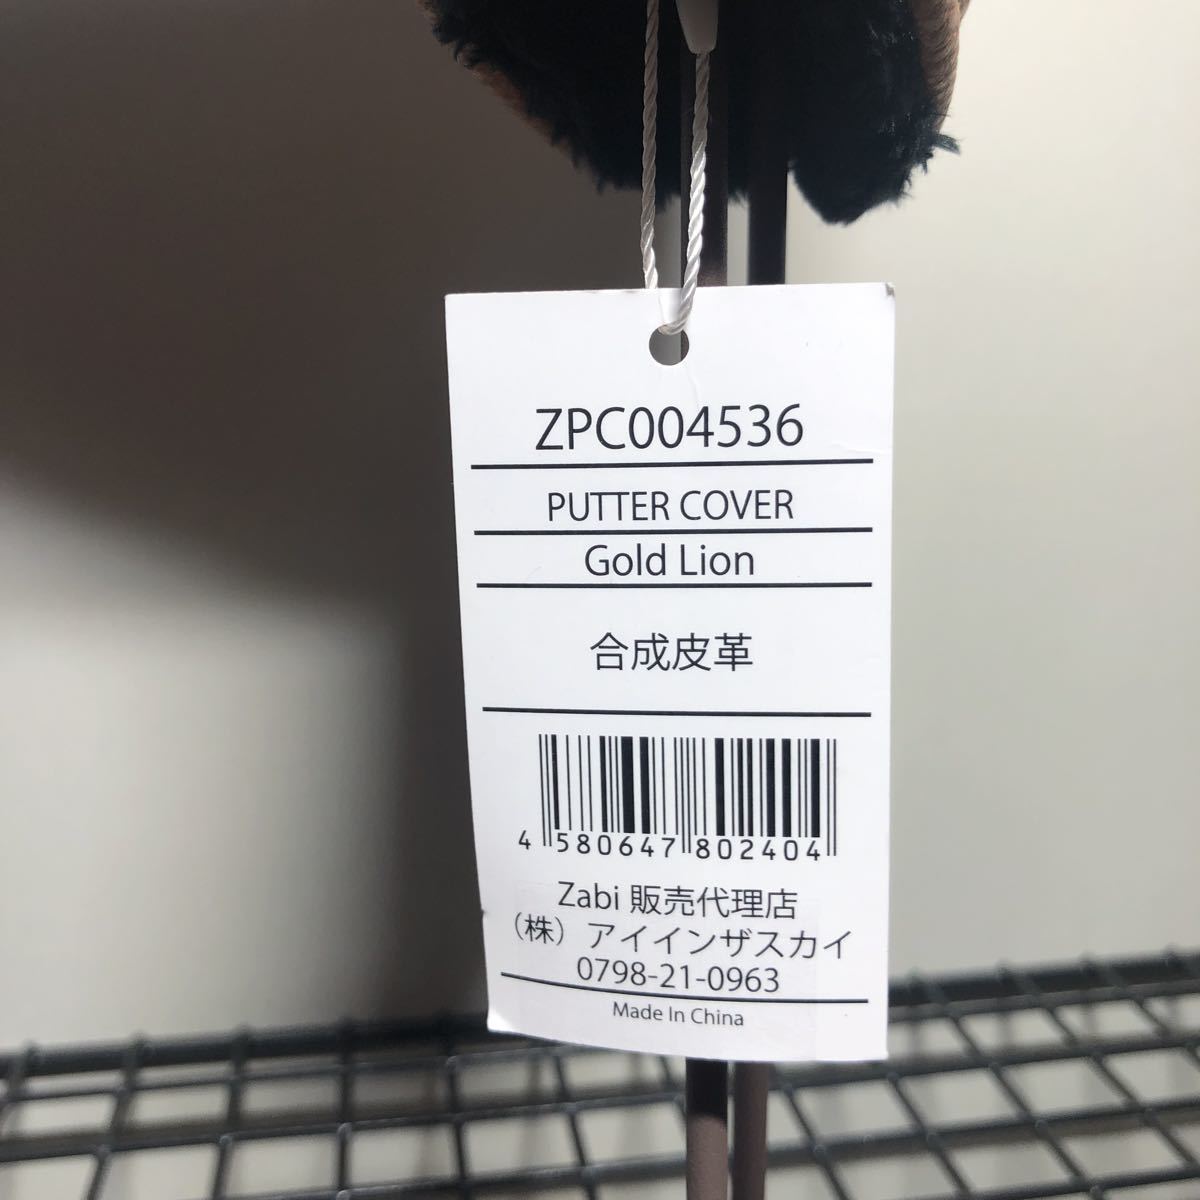 ZPC004536
PUTTER COVER
Gold Lion
合成皮革
4 580647 802404
Zabi 販売代理店
（株）アイインザスカイ
0798-21-0963
Made In China